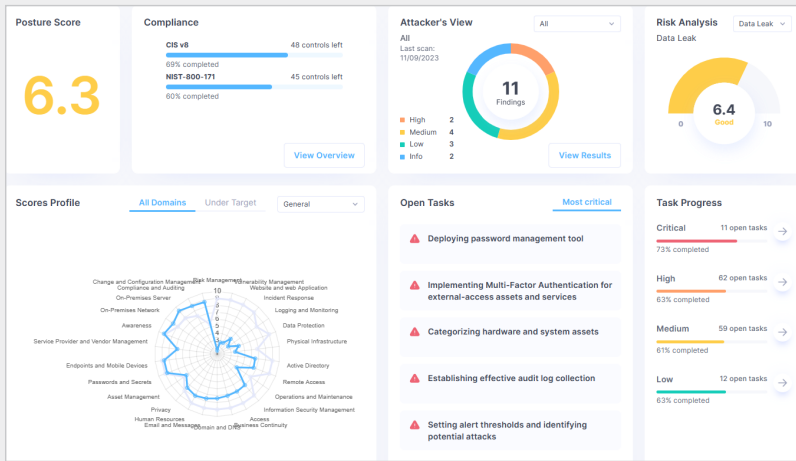 Posture Score
6.3
Compliance
CIS v8
48 controls left
69% completed
NIST-800-171
45 controls left
60% completed
View Overview
Attacker's View
All
All
Last scan:
11/09/2023
11
Findings
High 2
Medium 4
Low 3
Info 2
View Results
Risk Analysis
Data Leak
Data Leak
6.4
Good
0
10
Scores Profile
All Domains
Under Target
General
Risk Management
Vulnerability Management
Website and web Application
Incident Response
Logging and Monitoring
Data Protection
Physical Infrastructure
Active Directory
Remote Access
Operations and Maintenance
Information Security Management
Access
Business Continuity
Domain and DNS
Email and Messages
Human Resources
Privacy
Asset Management
Passwords and Secrets
Endpoints and Mobile Devices
Service Provider and Vendor Management
Awareness
On-Premises Network
On-Premises Server
Compliance and Auditing
Change and Configuration Management
10
9
8
7
6
5
4
3
Open Tasks
Most critical
Deploying password management tool
Implementing Multi-Factor Authentication for
external-access assets and services
Categorizing hardware and system assets
Establishing effective audit log collection
Setting alert thresholds and identifying
potential attacks
Task Progress
Critical
11 open tasks
73% completed
High
62 open tasks
63% completed
Medium
59 open tasks
61% completed
Low
12 open tasks
63% completed